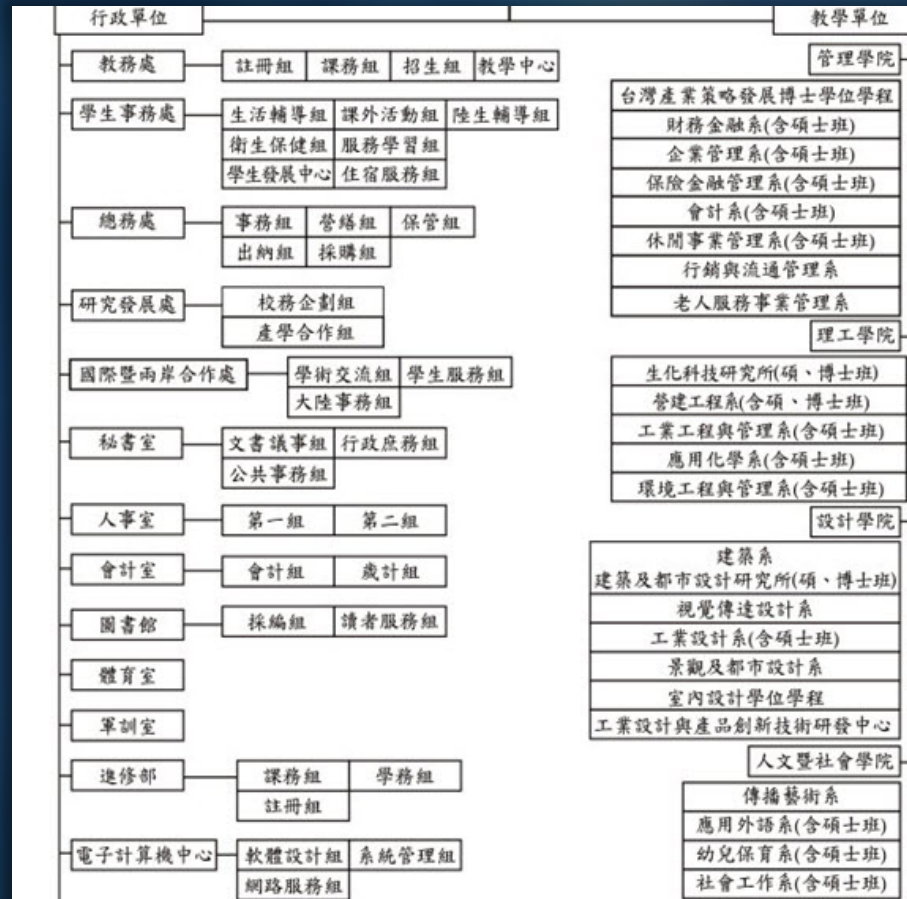 行政單位
教務處 註冊組 課務組 招生組 教學中心
學生事務處 生活輔導組 課外活動組 陸生輔導組
衛生保健組 服務學習組
學生發展中心 住宿服務組
總務處 事務組 營繕組 保管組
出納組 採購組
研究發展處 校務企劃組
產學合作組
國際暨兩岸合作處 學術交流組 學生服務組
大陸事務組
秘書室 文書議事組 行政庶務組
公共事務組
人事室 第一組 第二組
會計室 會計組 歲計組
圖書館 採編組 讀者服務組
體育室
軍訓室
進修部 課務組 學務組
註冊組
電子計算機中心 軟體設計組 系統管理組
網路服務組
教學單位
管理學院
台灣產業策略發展博士學位學程
財務金融系(含碩士班)
企業管理系(含碩士班)
保險金融管理系(含碩士班)
會計系(含碩士班)
休閒事業管理系(含碩士班)
行銷與流通管理系
老人服務事業管理系
理工學院
生化科技研究所(碩、博士班)
營建工程系(含碩、博士班)
工業工程與管理系(含碩士班)
應用化學系(含碩士班)
環境工程與管理系(含碩士班)
設計學院
建築系
建築及都市設計研究所(碩、博士班)
視覺傳達設計系
工業設計系(含碩士班)
景觀及都市設計系
室內設計學位學程
工業設計與產品創新技術研發中心
人文暨社會學院
傳播藝術系
應用外語系(含碩士班)
幼兒保育系(含碩士班)
社會工作系(含碩士班)